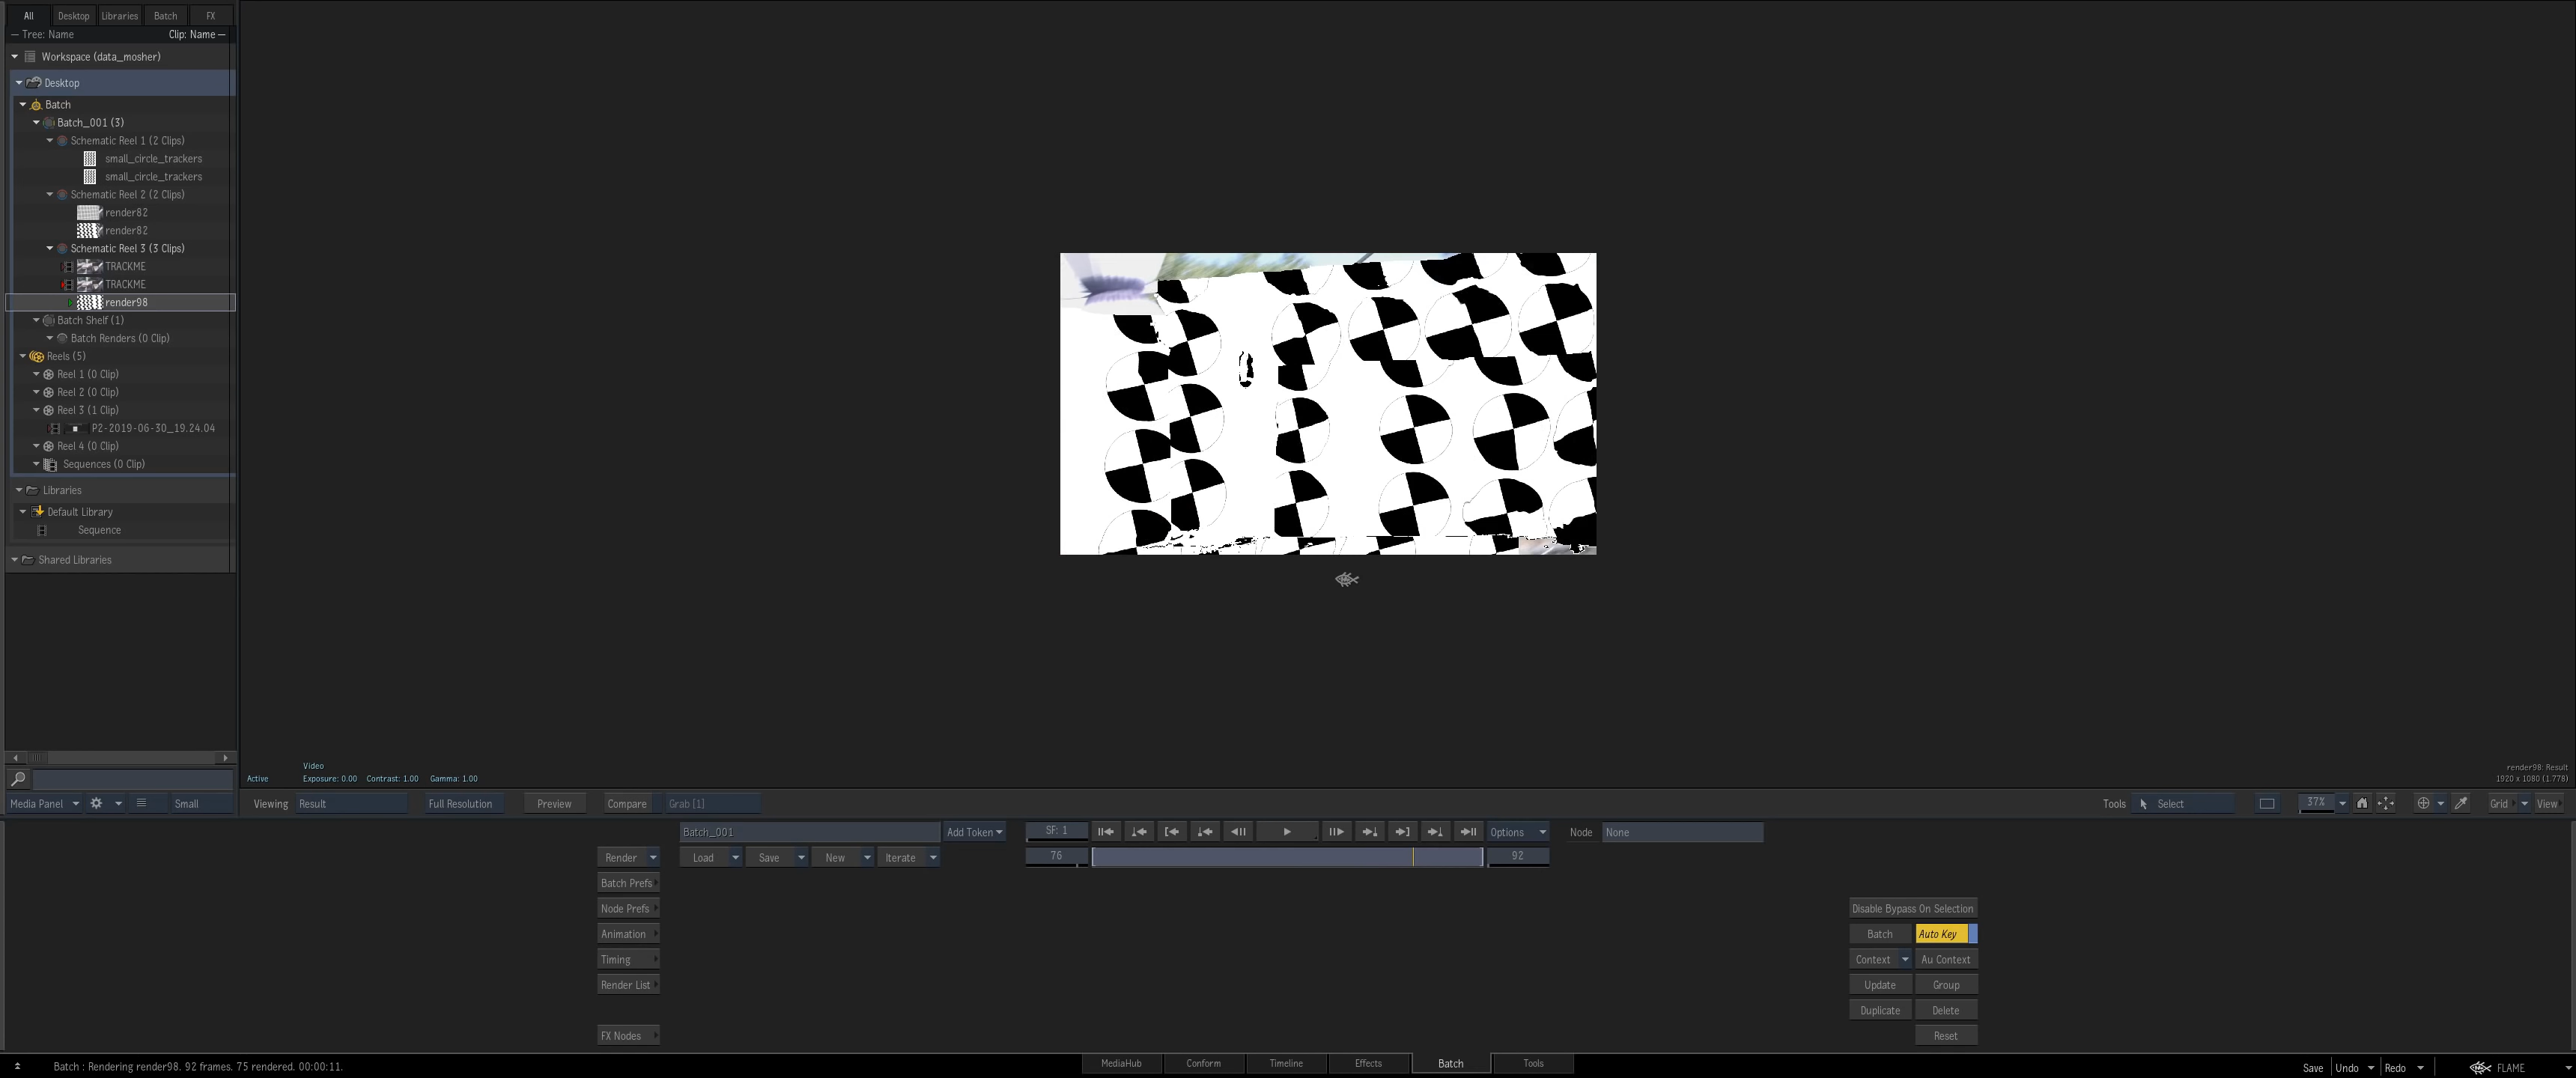 All Desktop Libraries Batch FX
— Tree: Name Clip: Name —
Workspace (data_mosher)
Desktop
Batch
Batch_001 (3)
Schematic Reel 1 (2 Clips)
small_circle_trackers
small_circle_trackers
Schematic Reel 2 (2 Clips)
render82
render82
Schematic Reel 3 (3 Clips)
TRACKME
TRACKME
render98
Batch Shelf (1)
Batch Renders (0 Clip)
Reels (5)
Reel 1 (0 Clip)
Reel 2 (0 Clip)
Reel 3 (1 Clip)
P2-2019-06-30_19.24.04
Reel 4 (0 Clip)
Sequences (0 Clip)
Libraries
Default Library
Sequence
Shared Libraries
Media Panel Small
Video
Active Exposure: 0.00 Contrast: 1.00 Gamma: 1.00
render98: Result
1920 x 1080 (1.778)
Viewing Result Full Resolution Preview Compare Grab [1]
Tools Select 37% Grid View
Batch_001 Add Token SF: 1 Options Node None
Render Load Save New Iterate 76 92
Batch Prefs
Node Prefs
Animation
Timing
Render List
FX Nodes
Disable Bypass On Selection
Batch Auto Key
Context Au Context
Update Group
Duplicate Delete
Reset
Batch : Rendering render98. 92 frames. 75 rendered. 00:00:11.
MediaHub Conform Timeline Effects Batch Tools
Save Undo Redo FLAME